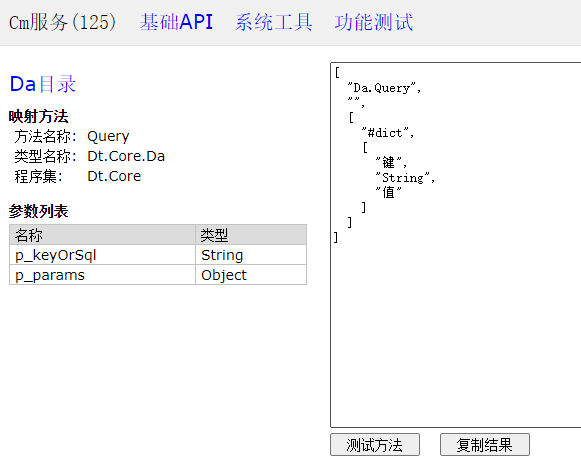 Cm服务(125) 基础API 系统工具 功能测试
Da目录
映射方法
方法名称: Query
类型名称: Dt.Core.Da
程序集: Dt.Core
参数列表
名称 类型
p_keyOrSql String
p_params Object
[
"Da.Query",
"",
[
"#dict",
[
"键",
"String",
"值"
]
]
]
测试方法 复制结果